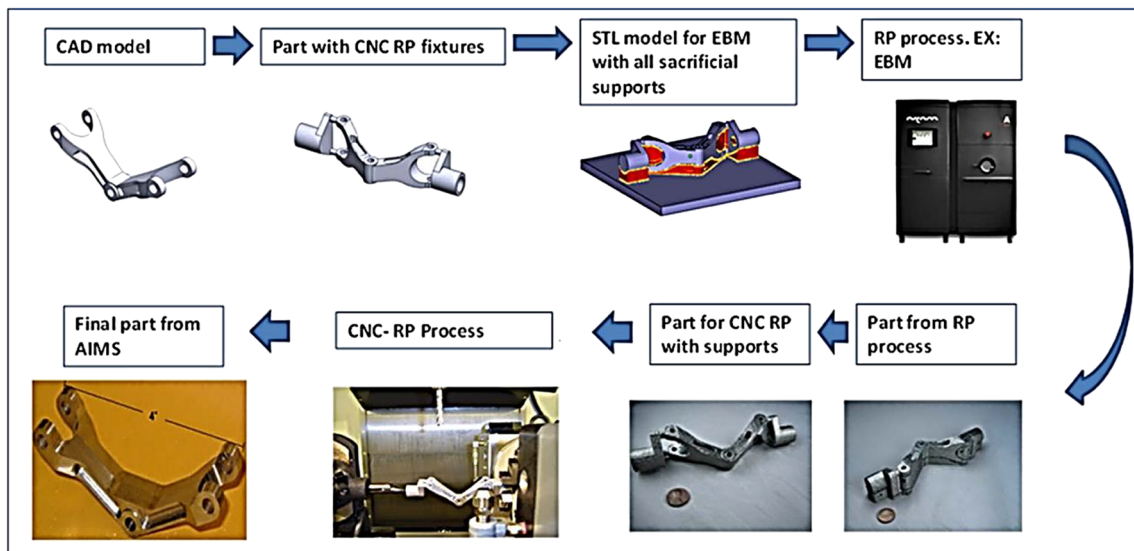 CAD model
Part with CNC RP fixtures
STL model for EBM
with all sacrificial
supports
RP process. EX:
EBM
Part from RP
process
Part for CNC RP
with supports
CNC- RP Process
Final part from
AIMS
4"